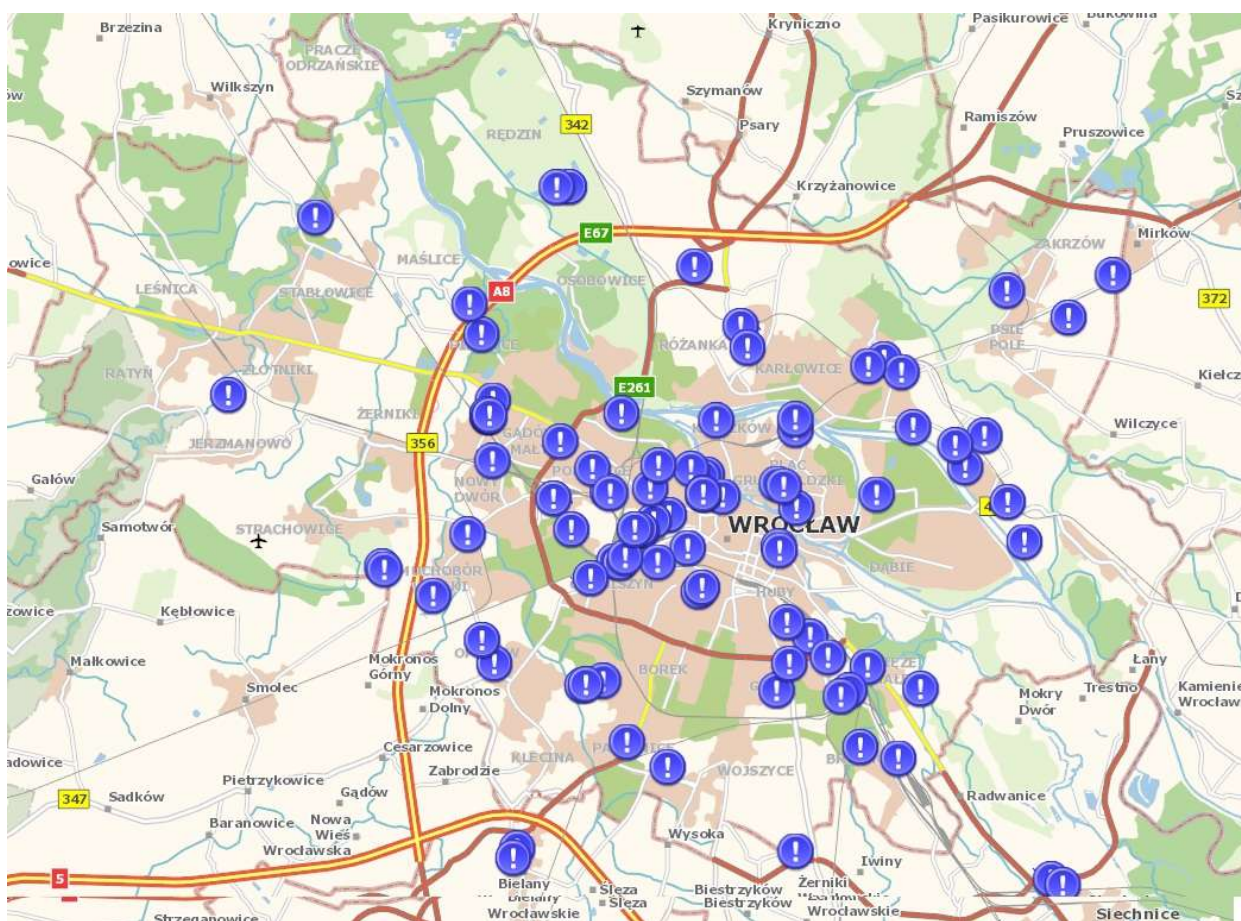 Brzezina
PRACZE
ODRZAŃSKIE
Kryniczno
Pasikurowice
Wilkszyn
Szymanów
342
RĘDZIN
Psary
Ramiszów
Pruszowice
Krzyżanowice
E67
ZAKRZÓW
Mirków
MAŚLICE
OSOBOWICE
LEŚNICA
STABŁOWICE
A8
372
PSIE
POLE
RÓŻANKA
KARŁOWICE
RATYŃ
ZŁOTNIKI
E261
ŻERNIKI
JERZMANOWO
356
GĄDÓW
Wilczyce
Gałów
NOWY
DWÓR
PLAC
Samotwór
STRACHOWICE
WROCŁAW
DĄBIE
Kębłowice
HUBY
Małkowice
Mokronos
Górny
BOREK
Łany
Smolec
Mokronos
Dolny
Mokry
Dwór
Trestno
Cesarzowice
KLECINA
WOJSZYCE
Pietrzykowice
Zabrodzie
347
Sadków
Gądów
Radwanice
Baranowice
Nowa
Wieś
Wrocławska
Wysoka
Iwiny
5
Bielany
Ślęza
Biestrzyków
Żerniki
Wrocławskie
Ślęza
Biestrzyków
Wrocławskie
Siechnice
Strzeganowice